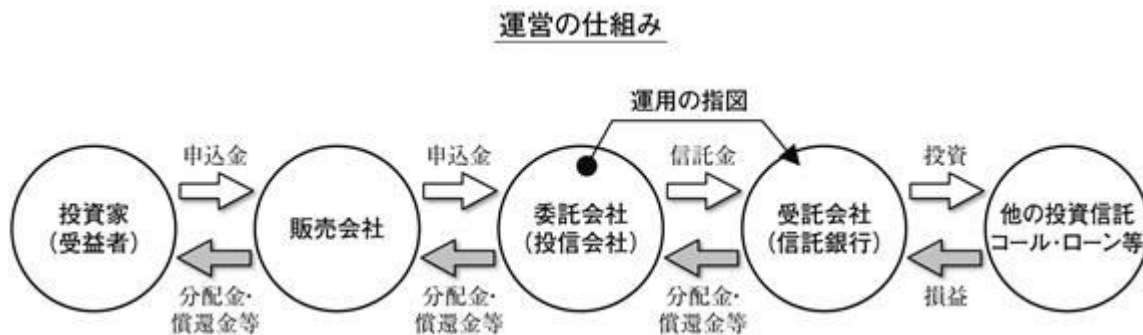 運営の仕組み
運用の指図
申込金
申込金
信託金
投資
投資家
(受益者)
販売会社
委託会社
(投信会社)
受託会社
(信託銀行)
他の投資信託
コール・ローン等
分配金・
償還金等
分配金・
償還金等
分配金・
償還金等
損益